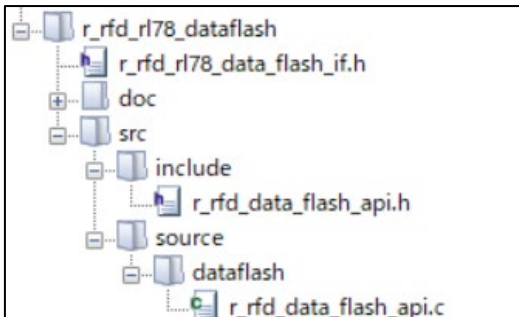 r_rfd_rl78_dataflash
r_rfd_rl78_data_flash_if.h
doc
src
include
r_rfd_data_flash_api.h
source
dataflash
r_rfd_data_flash_api.c